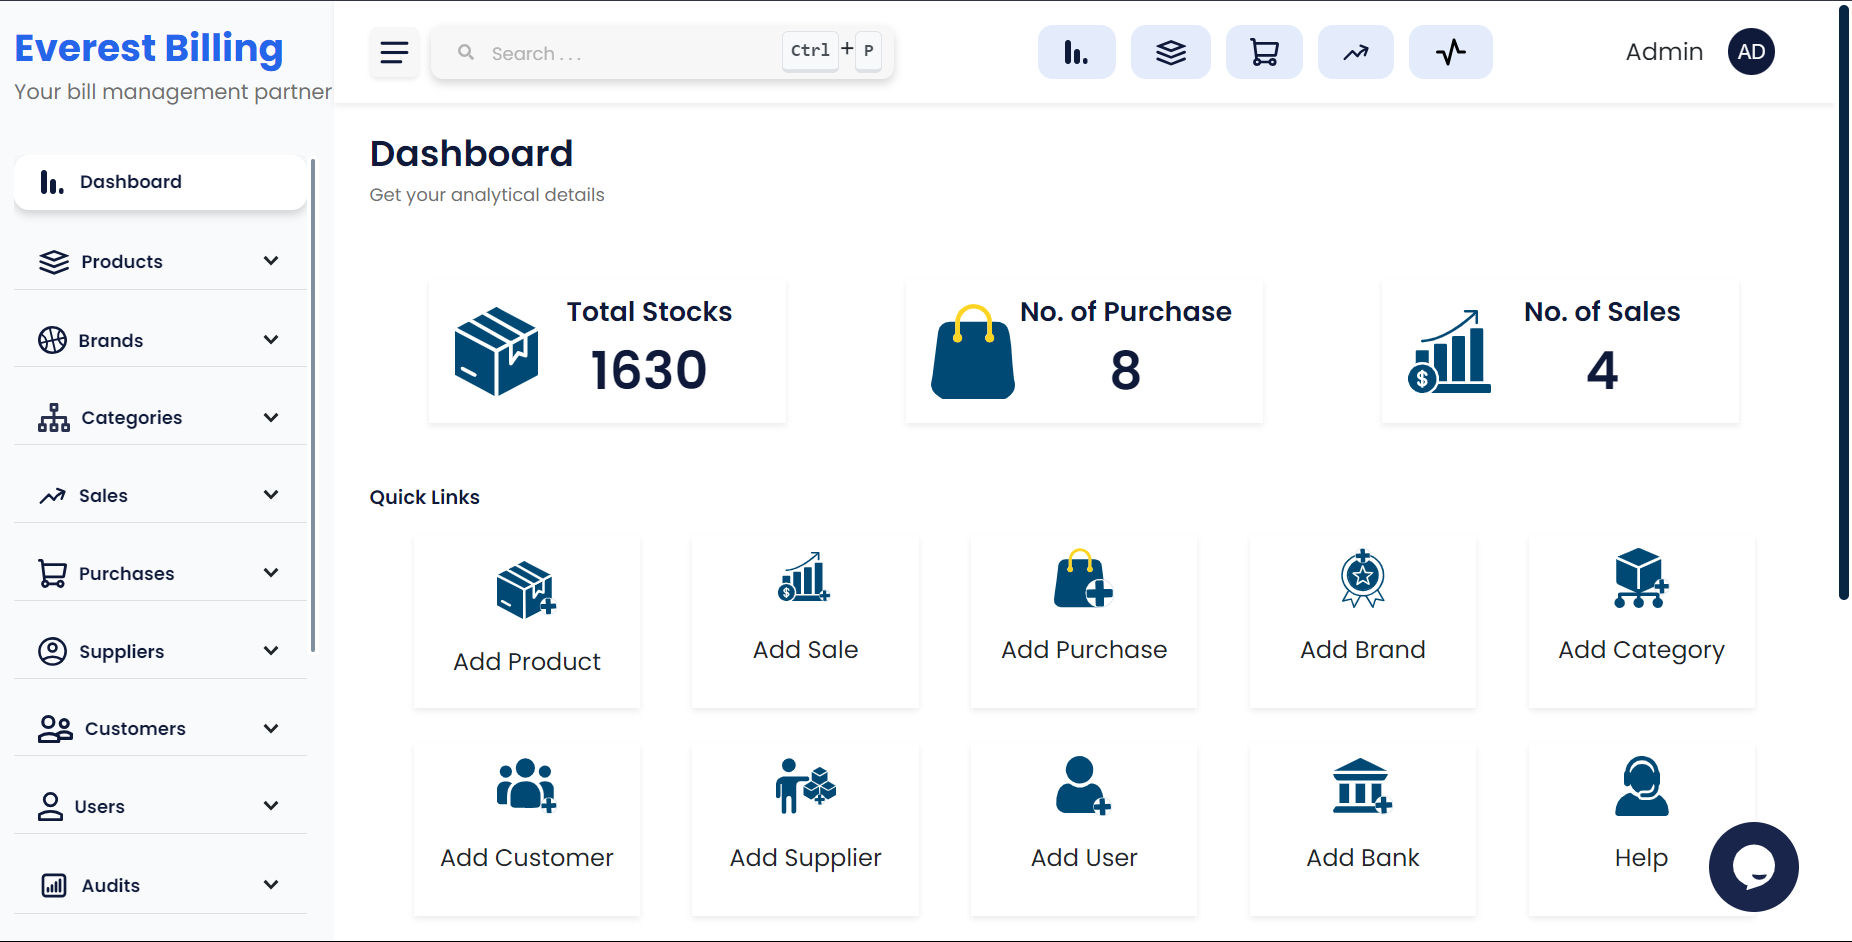 Everest Billing
Your bill management partner
Search . . .
Ctrl + P
Admin
AD
Dashboard
Products
Brands
Categories
Sales
Purchases
Suppliers
Customers
Users
Audits
Dashboard
Get your analytical details
Total Stocks
1630
No. of Purchase
8
No. of Sales
$
4
Quick Links
Add Product
$
Add Sale
Add Purchase
Add Brand
Add Category
Add Customer
Add Supplier
Add User
Add Bank
Help